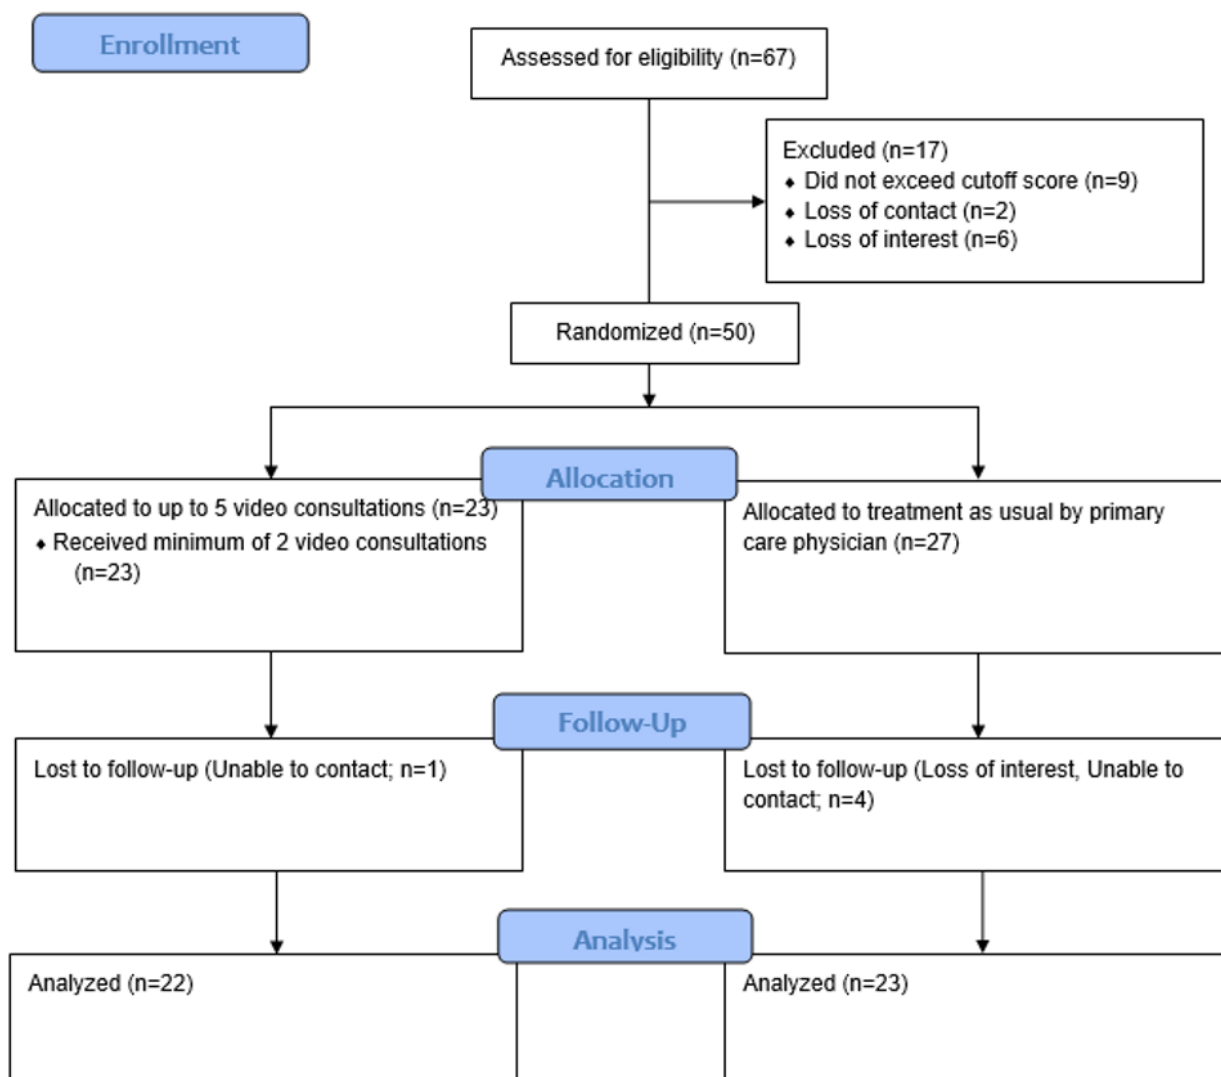 Enrollment
Assessed for eligibility (n=67)
Excluded (n=17)
♦ Did not exceed cutoff score (n=9)
♦ Loss of contact (n=2)
♦ Loss of interest (n=6)
Randomized (n=50)
Allocation
Allocated to up to 5 video consultations (n=23)
♦ Received minimum of 2 video consultations
(n=23)
Allocated to treatment as usual by primary
care physician (n=27)
Follow-Up
Lost to follow-up (Unable to contact; n=1)
Lost to follow-up (Loss of interest, Unable to
contact; n=4)
Analysis
Analyzed (n=22)
Analyzed (n=23)